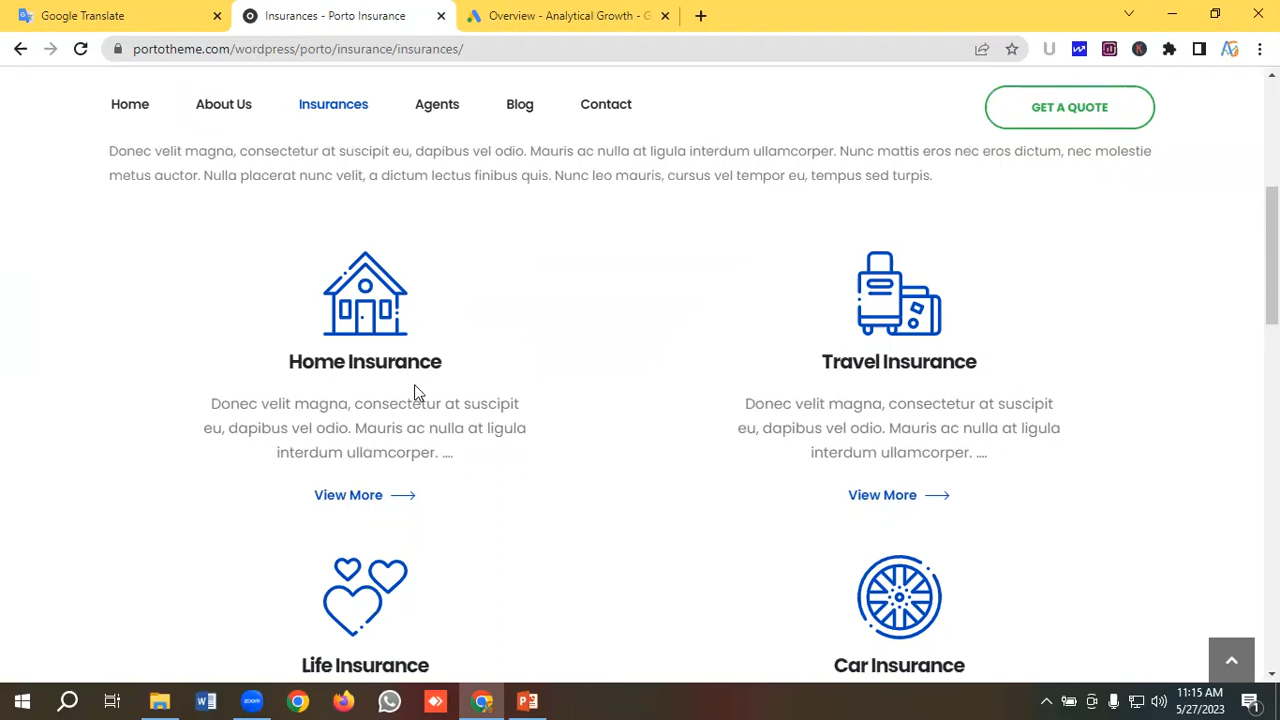 Google Translate
Insurances - Porto Insurance
Overview - Analytical Growth - G
portotheme.com/wordpress/porto/insurance/insurances/
Home
About Us
Insurances
Agents
Blog
Contact
GET A QUOTE
Donec velit magna, consectetur at suscipit eu, dapibus vel odio. Mauris ac nulla at ligula interdum ullamcorper. Nunc mattis eros nec eros dictum, nec molestie
metus auctor. Nulla placerat nunc velit, a dictum lectus finibus quis. Nunc leo mauris, cursus vel tempor eu, tempus sed turpis.
Home Insurance
Donec velit magna, consectetur at suscipit
eu, dapibus vel odio. Mauris ac nulla at ligula
interdum ullamcorper. ....
View More
Travel Insurance
Donec velit magna, consectetur at suscipit
eu, dapibus vel odio. Mauris ac nulla at ligula
interdum ullamcorper. ....
View More
Life Insurance
Car Insurance
11:15 AM
5/27/2023